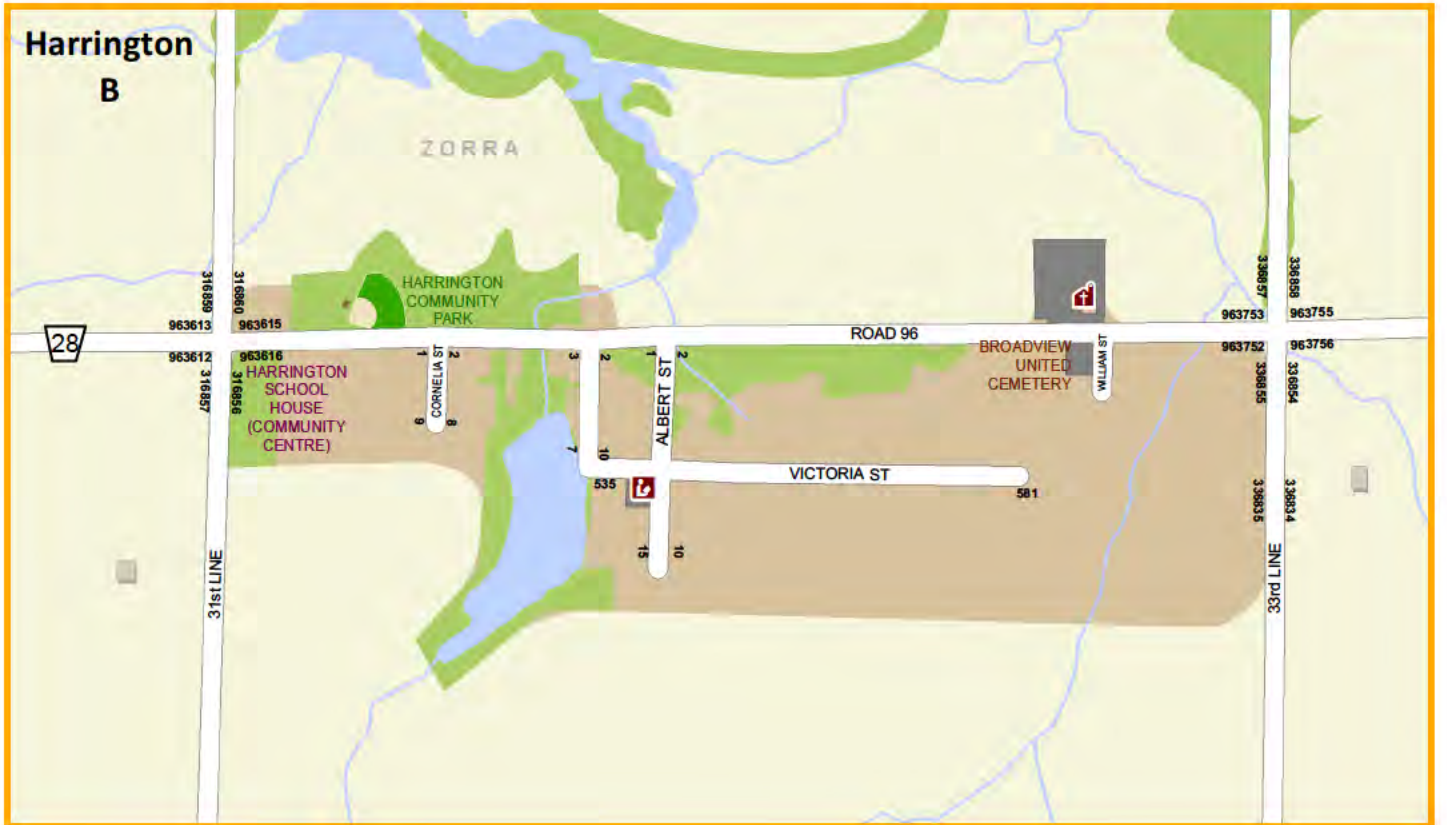 Harrington
B
ZORRA
316859
316860
963613
963615
28
963612
963616
316857
316856
HARRINGTON
COMMUNITY
PARK
HARRINGTON
SCHOOL
HOUSE
(COMMUNITY
CENTRE)
1
2
CORNELIA ST
9
8
3
2
7
10
1
2
ALBERT ST
535
15
10
VICTORIA ST
581
ROAD 96
BROADVIEW
UNITED
CEMETERY
WILLIAM ST
336857
336858
963753
963755
963752
963756
336855
336854
336835
336834
31st LINE
33rd LINE